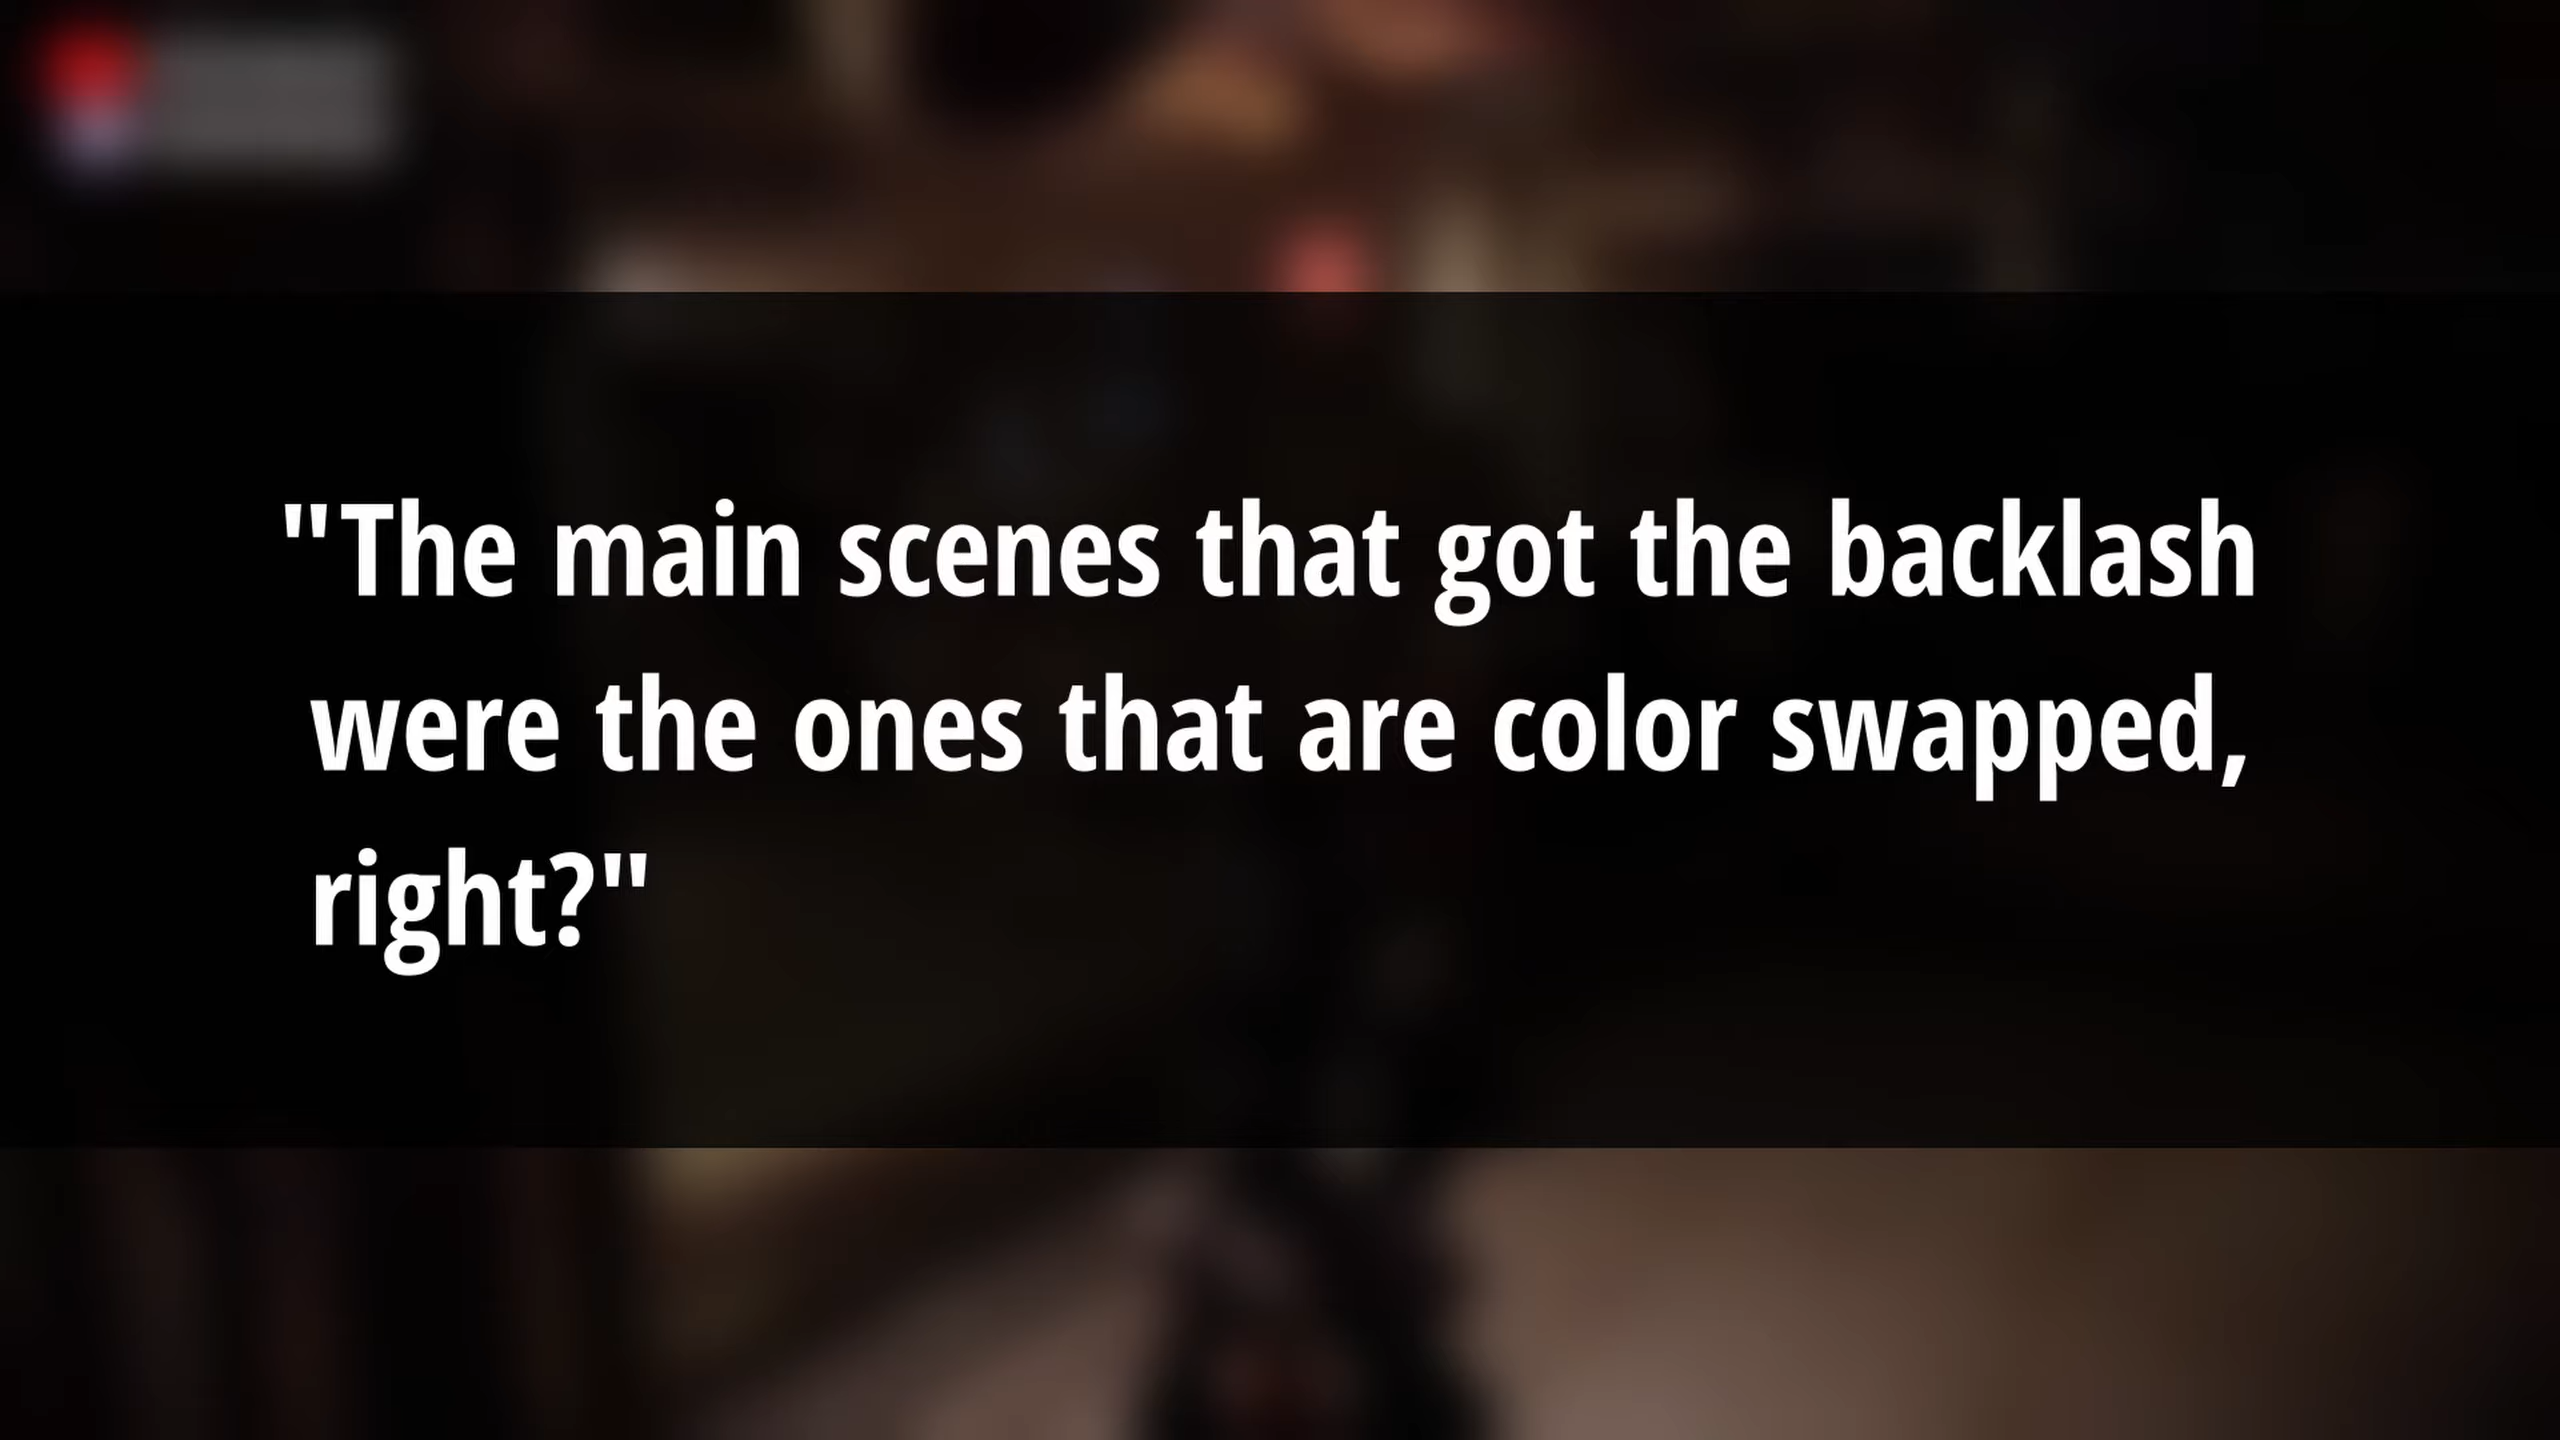 "The main scenes that got the backlash
were the ones that are color swapped,
right?"